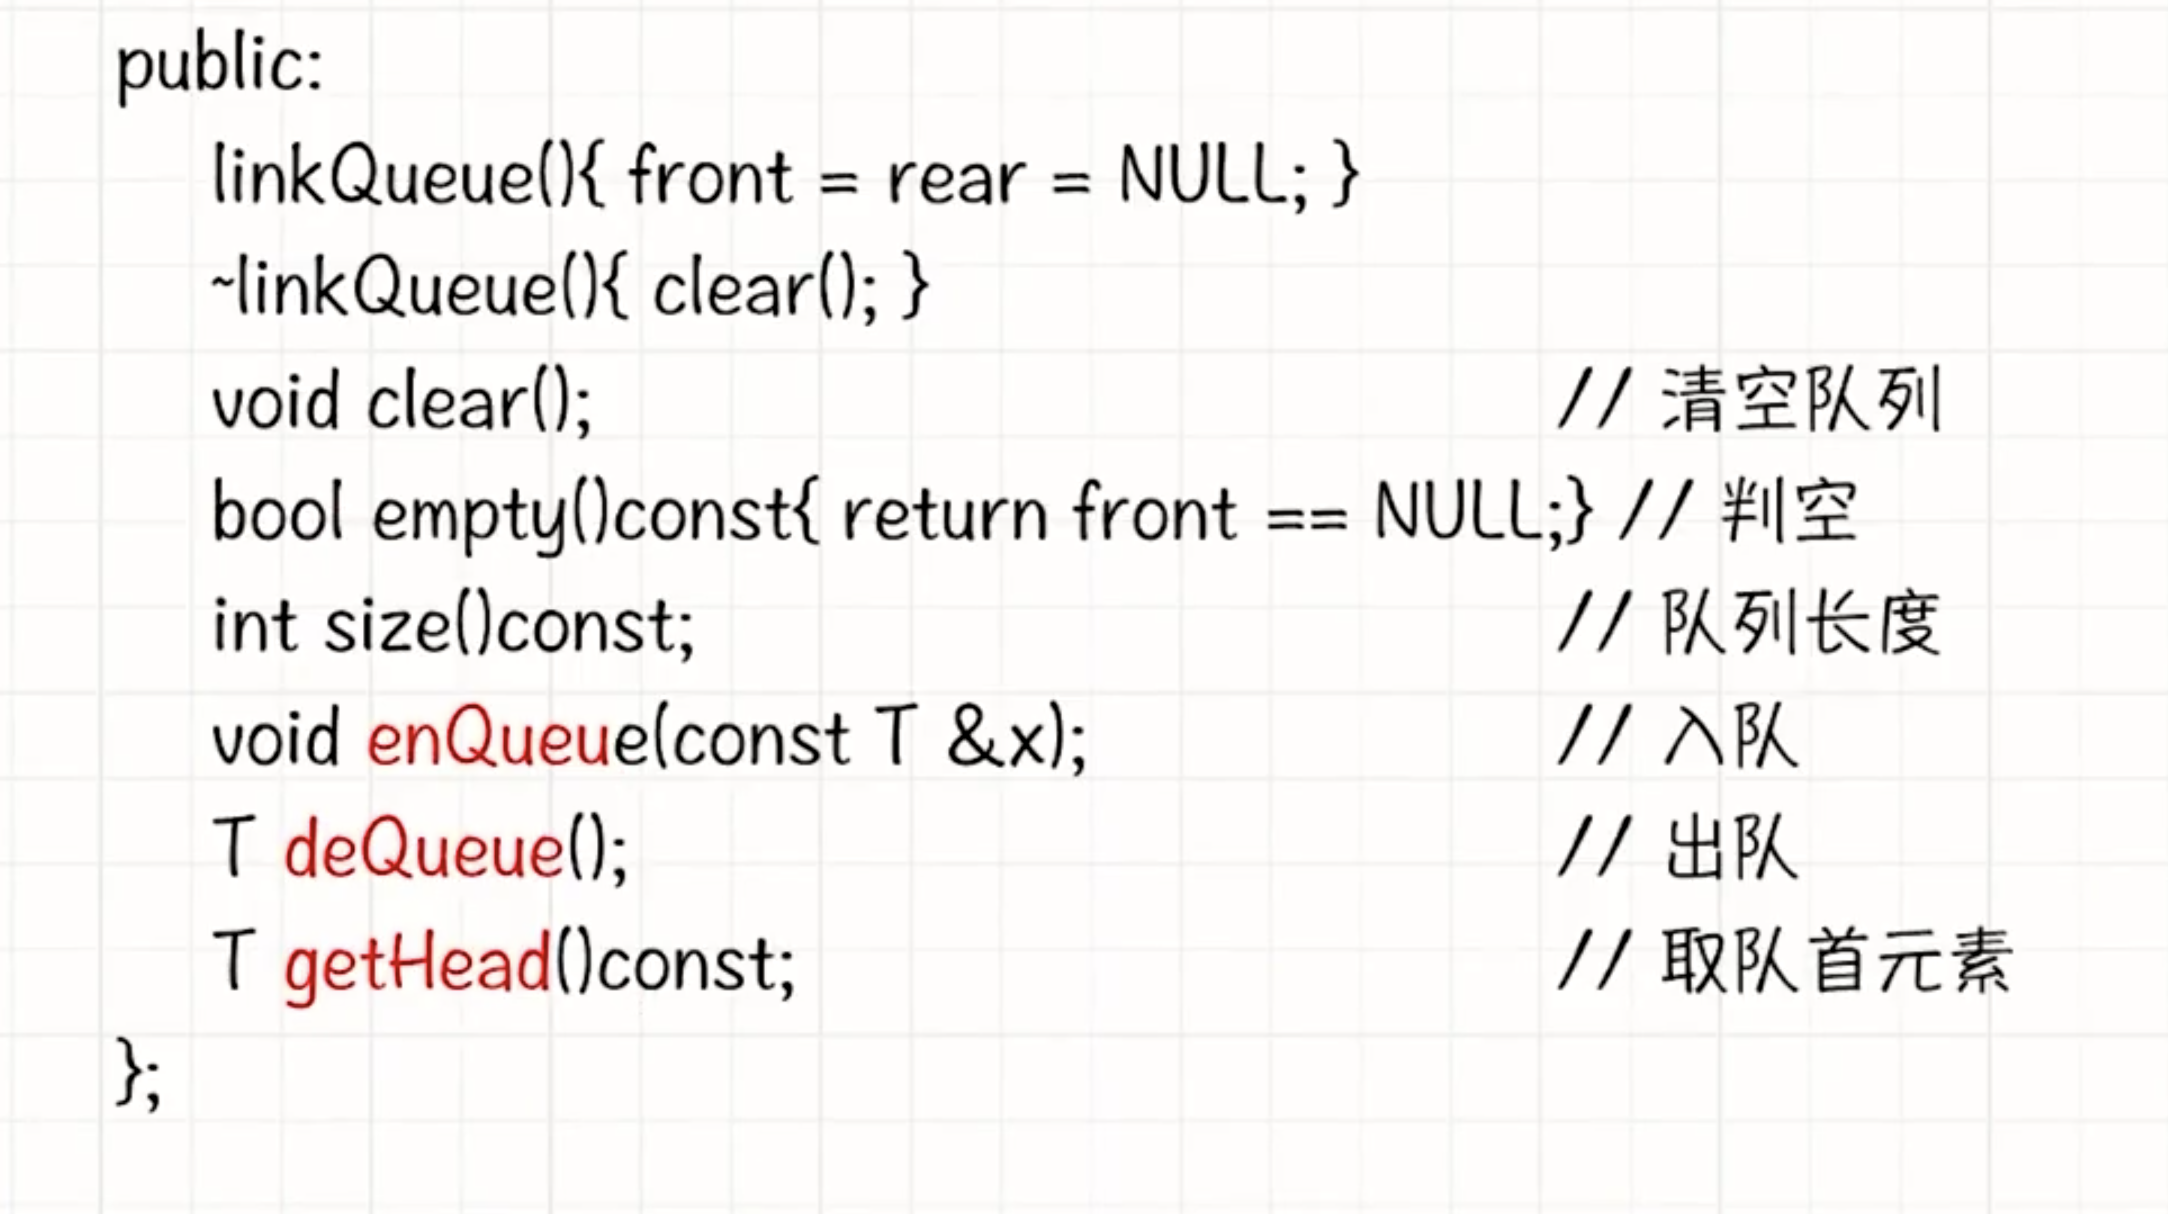 public:
linkQueue(){ front = rear = NULL; }
~linkQueue(){ clear(); }
void clear(); // 清空队列
bool empty()const{ return front == NULL;} // 判空
int size()const; // 队列长度
void enQueue(const T &x); // 入队
T deQueue(); // 出队
T getHead()const; // 取队首元素
};